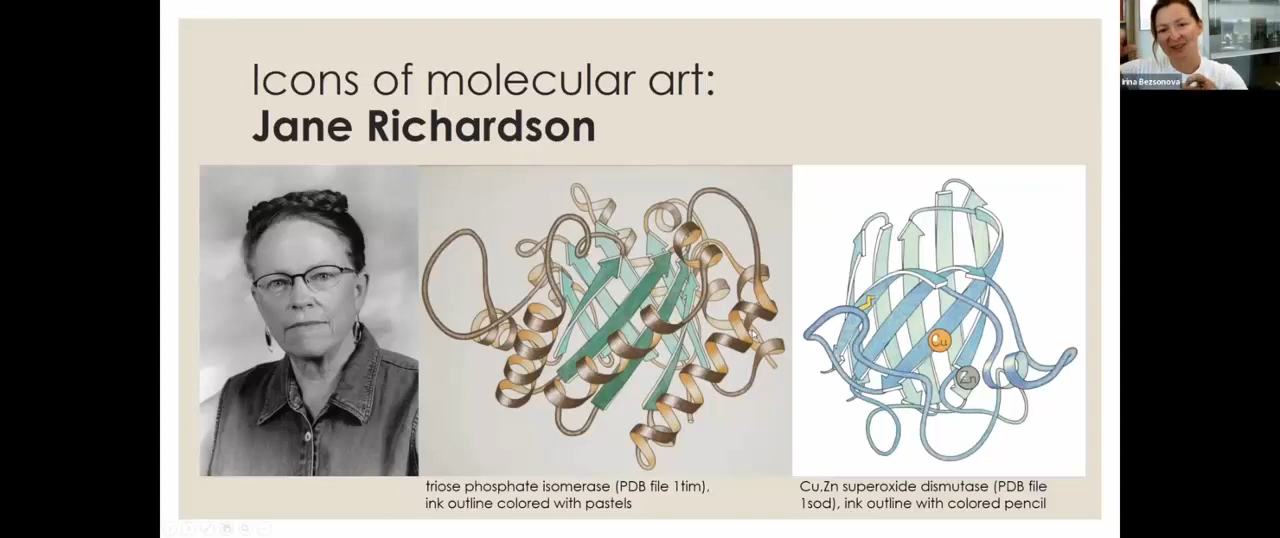 Icons of molecular art:
Jane Richardson
Irina Bezsonova
Cu
Zn
triose phosphate isomerase (PDB file 1tim),
ink outline colored with pastels
Cu.Zn superoxide dismutase (PDB file
1sod), ink outline with colored pencil